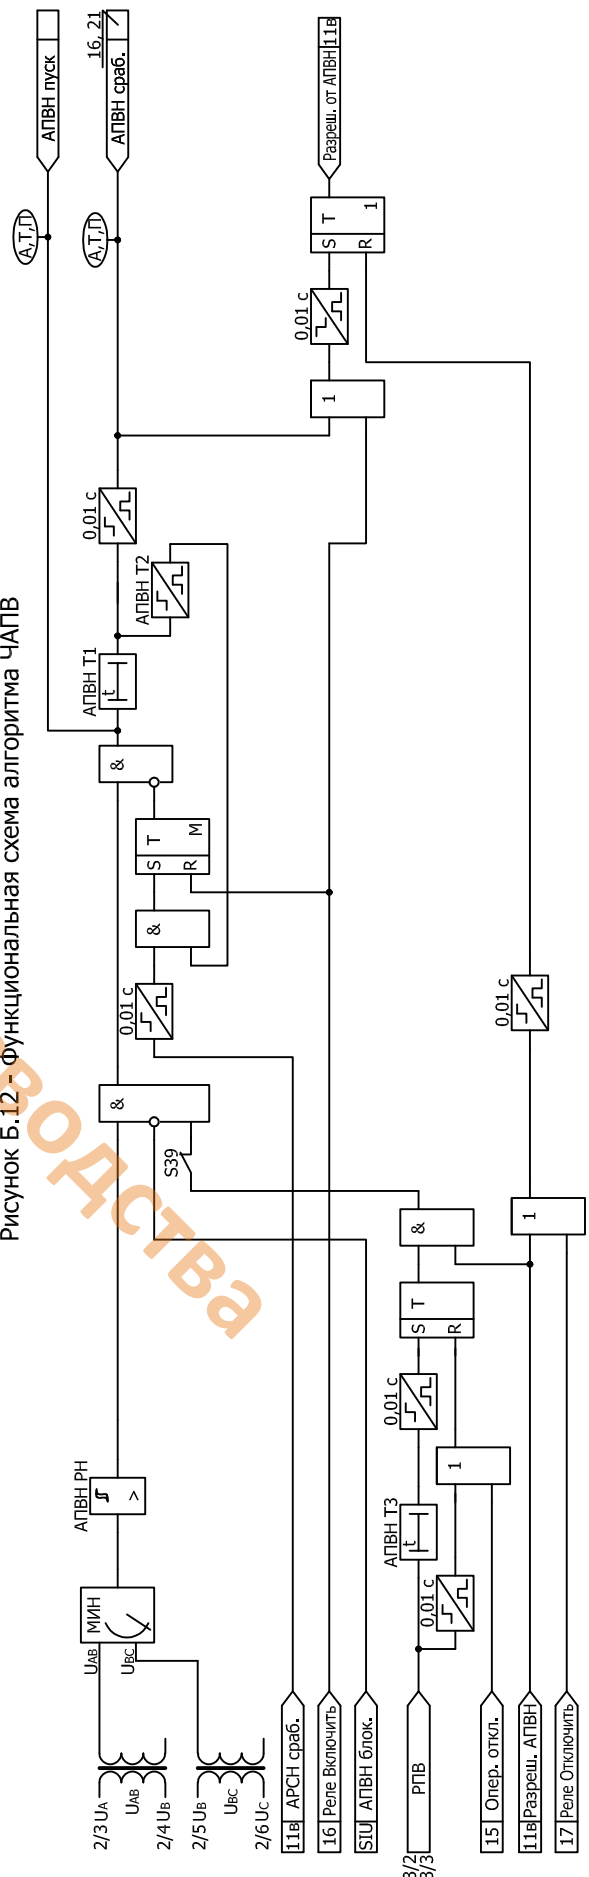 Рисунок Б.12 - Функциональная схема алгоритма ЧАПВ
водства
2/3 UA
UAB
2/4 UB
2/5 UB
UBC
2/6 UC
UAB
UBC
МИН
АПВН РН
>
&
S39
0,01 с
&
S T
R М
&
АПВН Т1
t
АПВН Т2
0,01 с
А,Т,П
А,Т,П
АПВН пуск
АПВН сраб.
16, 21
11в АРСН сраб.
16 Реле Включить
SIU АПВН блок.
3/2
3/3
РПВ
15 Опер. откл.
11в Разреш. АПВН
17 Реле Отключить
0,01 с
АПВН Т3
t
1
0,01 с
S T
R
&
1
0,01 с
1
0,01 с
S T
R 1
Разреш. от АПВН 11в